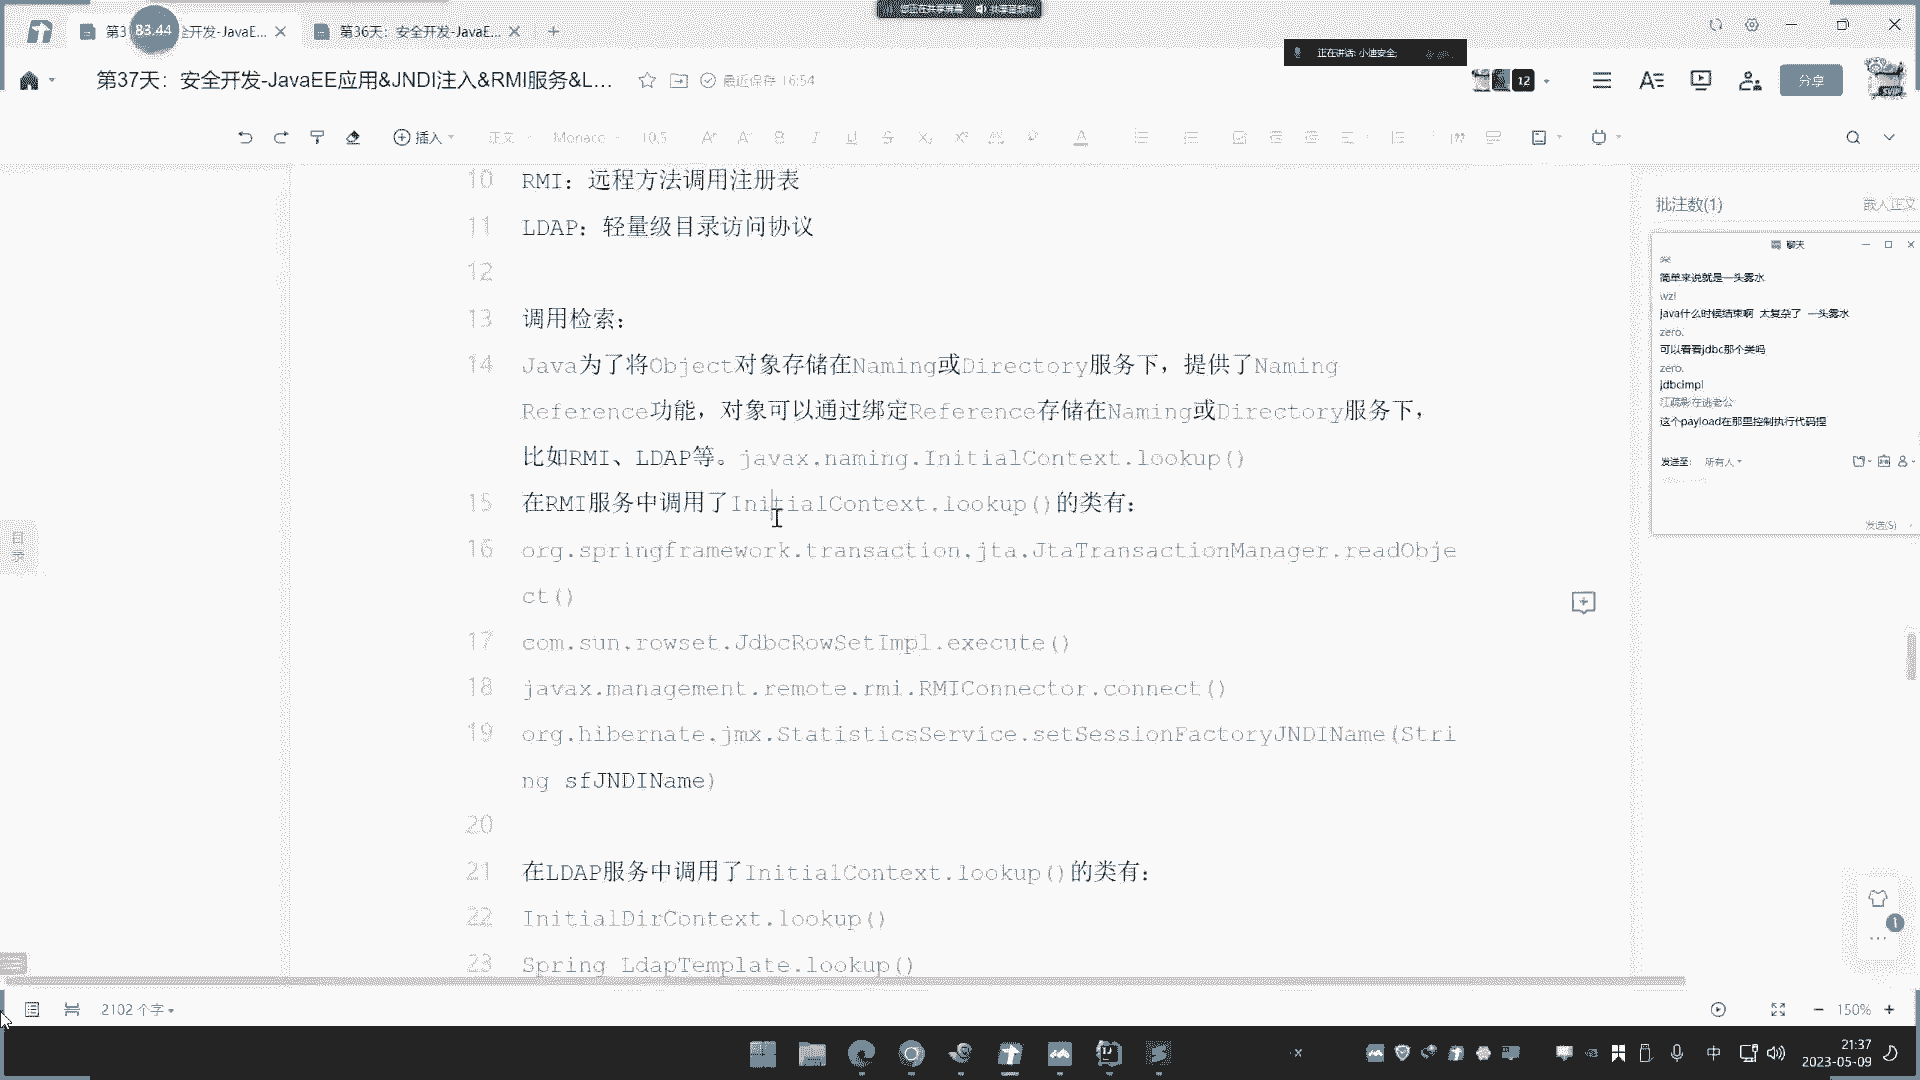 您正在共享屏幕 共享音频中
第3 83.44 全开发-JavaE...
第36天：安全开发-JavaE...
正在讲话: 小迪安全;
第37天：安全开发-JavaEE应用&JNDI注入&RMI服务&L...
最近保存 16:54
12
分享
插入 正文 Monaco 10.5
10 RMI：远程方法调用注册表
11 LDAP：轻量级目录访问协议
12
13 调用检索：
14 Java为了将Object对象存储在Naming或Directory服务下，提供了Naming
Reference功能，对象可以通过绑定Reference存储在Naming或Directory服务下，
比如RMI、LDAP等。javax.naming.InitialContext.lookup()
15 在RMI服务中调用了InitialContext.lookup()的类有：
16 org.springframework.transaction.jta.JtaTransactionManager.readObje
ct()
17 com.sun.rowset.JdbcRowSetImpl.execute()
18 javax.management.remote.rmi.RMIConnector.connect()
19 org.hibernate.jmx.StatisticsService.setSessionFactoryJNDIName(Stri
ng sfJNDIName)
20
21 在LDAP服务中调用了InitialContext.lookup()的类有：
22 InitialDirContext.lookup()
23 Spring LdapTemplate.lookup()
目录
批注数(1) 嵌入正文
聊天
简单来说就是一头雾水
wzl
java什么时候结束啊 太复杂了 一头雾水
zero.
可以看看jdbc那个类吗
zero.
jdbcimpl
江疏影在逃老公
这个payload在那里控制执行代码捏
发送至: 所有人
发送(S)
1
2102 个字
150%
中
21:37
2023-05-09